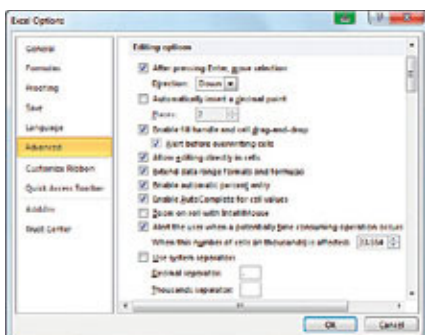 Excel Options
General
Formulas
Proofing
Save
Language
Advanced
Customize Ribbon
Quick Access Toolbar
Add-Ins
Trust Center
Editing options
After pressing Enter, move selection
Direction: Down
Automatically insert a decimal point
Places: 2
Enable fill handle and cell drag-and-drop
Alert before overwriting cells
Allow editing directly in cells
Extend data range formats and formulas
Enable automatic percent entry
Enable AutoComplete for cell values
Zoom on roll with IntelliMouse
Alert the user when a potentially time consuming operation occurs
When this number of cells (in thousands) is affected:
Use system separators
Decimal separator:
Thousands separator:
OK
Cancel